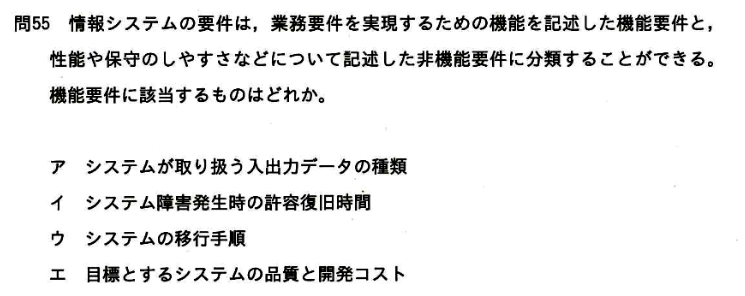 問55 情報システムの要件は，業務要件を実現するための機能を記述した機能要件と，
性能や保守のしやすさなどについて記述した非機能要件に分類することができる。
機能要件に該当するものはどれか。
ア システムが取り扱う入出力データの種類
イ システム障害発生時の許容復旧時間
ウ システムの移行手順
エ 目標とするシステムの品質と開発コスト